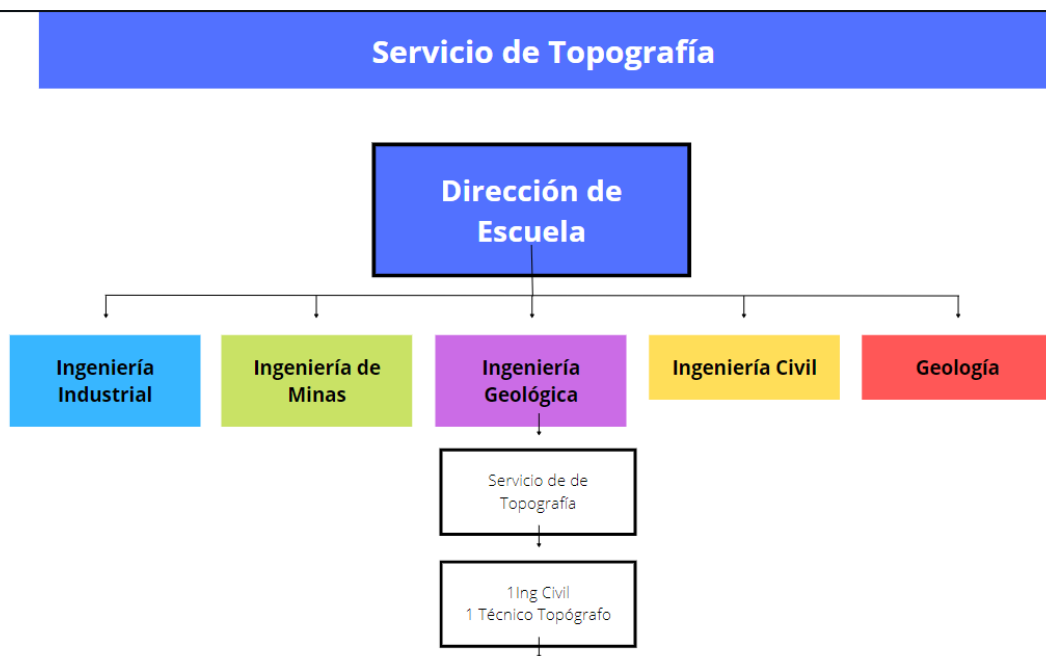 Servicio de Topografía
Dirección de
Escuela
Ingeniería
Industrial
Ingeniería de
Minas
Ingeniería
Geológica
Ingeniería Civil
Geología
Servicio de de
Topografía
1Ing Civil
1 Técnico Topógrafo